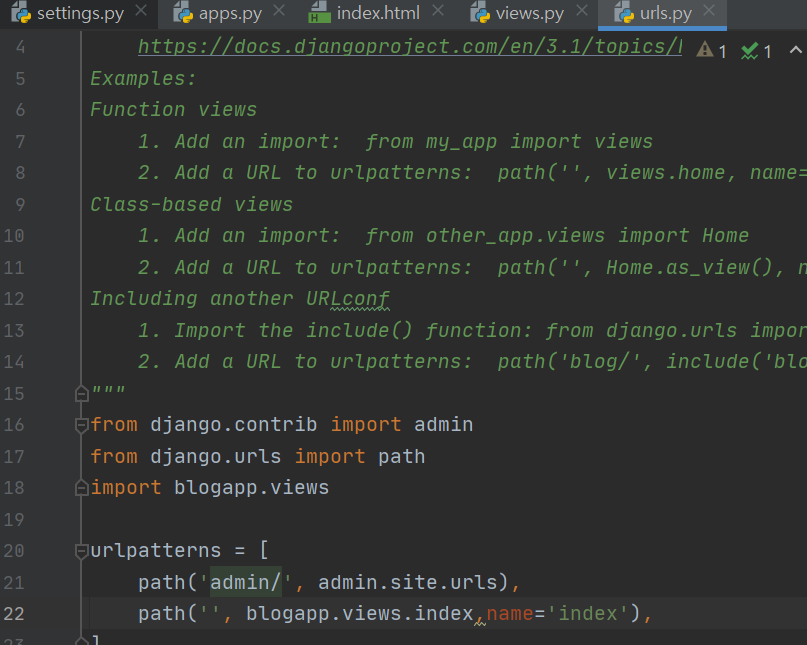 settings.py apps.py index.html views.py urls.py
4 https://docs.djangoproject.com/en/3.1/topics/ 1 1
5 Examples:
6 Function views
7 1. Add an import:  from my_app import views
8 2. Add a URL to urlpatterns:  path('', views.home, name=
9 Class-based views
10 1. Add an import:  from other_app.views import Home
11 2. Add a URL to urlpatterns:  path('', Home.as_view(), n
12 Including another URLconf
13 1. Import the include() function: from django.urls impor
14 2. Add a URL to urlpatterns:  path('blog/', include('blo
15 """
16 from django.contrib import admin
17 from django.urls import path
18 import blogapp.views
19
20 urlpatterns = [
21 path('admin/', admin.site.urls),
22 path('', blogapp.views.index,name='index'),
23 ]